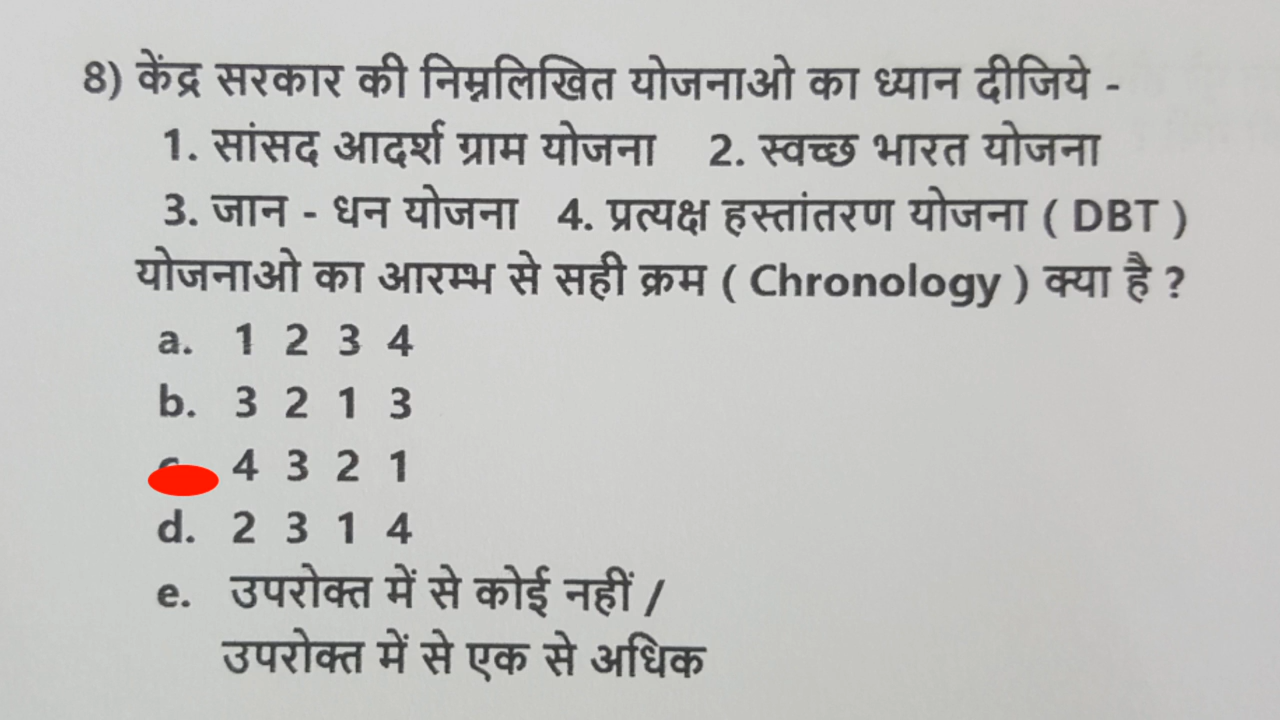 8) केंद्र सरकार की निम्नलिखित योजनाओ का ध्यान दीजिये -
1. सांसद आदर्श ग्राम योजना 2. स्वच्छ भारत योजना
3. जान - धन योजना 4. प्रत्यक्ष हस्तांतरण योजना ( DBT )
योजनाओ का आरम्भ से सही क्रम ( Chronology ) क्या है ?
a. 1 2 3 4
b. 3 2 1 3
4 3 2 1
d. 2 3 1 4
e. उपरोक्त में से कोई नहीं /
उपरोक्त में से एक से अधिक